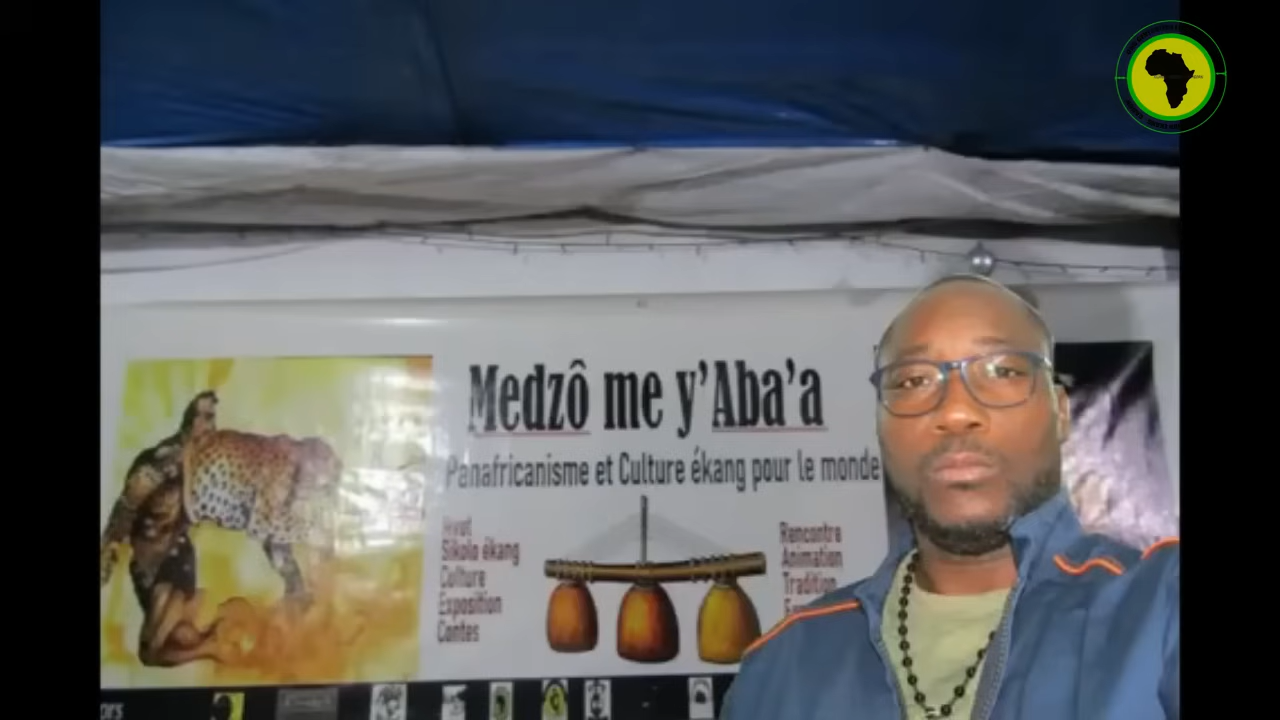 Medzô me y'Aba'a
Panafricanisme et Culture ékang pour le monde
Mvet
Sikolo ékang
Culture
Exposition
Contes
Rencontre
Animation
Tradition
ors